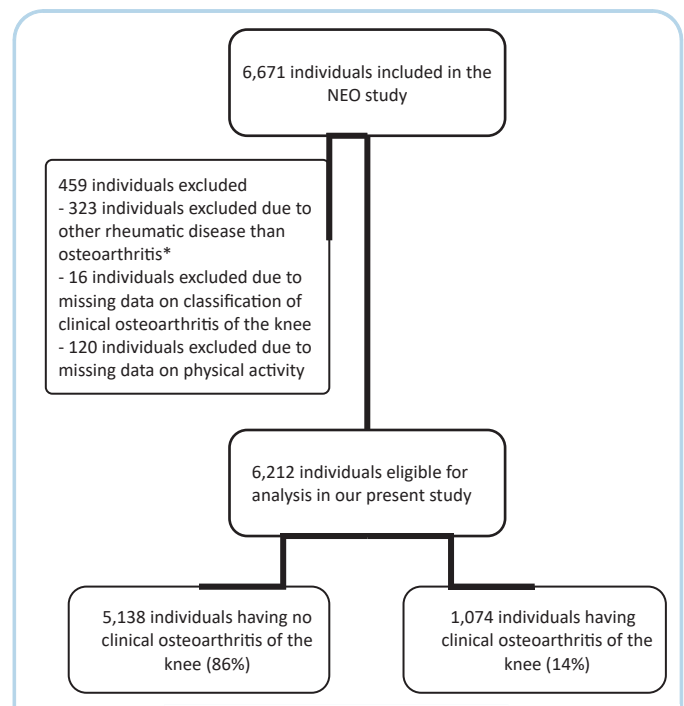 6,671 individuals included in the
NEO study
459 individuals excluded
- 323 individuals excluded due to
other rheumatic disease than
osteoarthritis*
- 16 individuals excluded due to
missing data on classification of
clinical osteoarthritis of the knee
- 120 individuals excluded due to
missing data on physical activity
6,212 individuals eligible for
analysis in our present study
5,138 individuals having no
clinical osteoarthritis of the
knee (86%)
1,074 individuals having
clinical osteoarthritis of the
knee (14%)